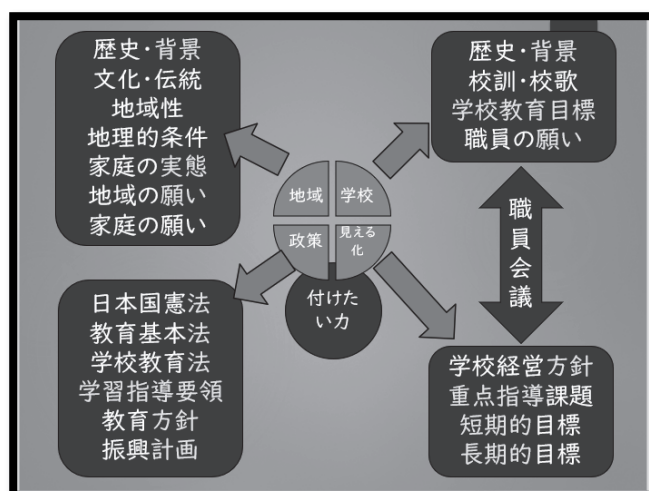 歴史・背景
文化・伝統
地域性
地理的条件
家庭の実態
地域の願い
家庭の願い
歴史・背景
校訓・校歌
学校教育目標
職員の願い
地域
学校
政策
見える
化
付けた
い力
職員会議
日本国憲法
教育基本法
学校教育法
学習指導要領
教育方針
振興計画
学校経営方針
重点指導課題
短期的目標
長期的目標